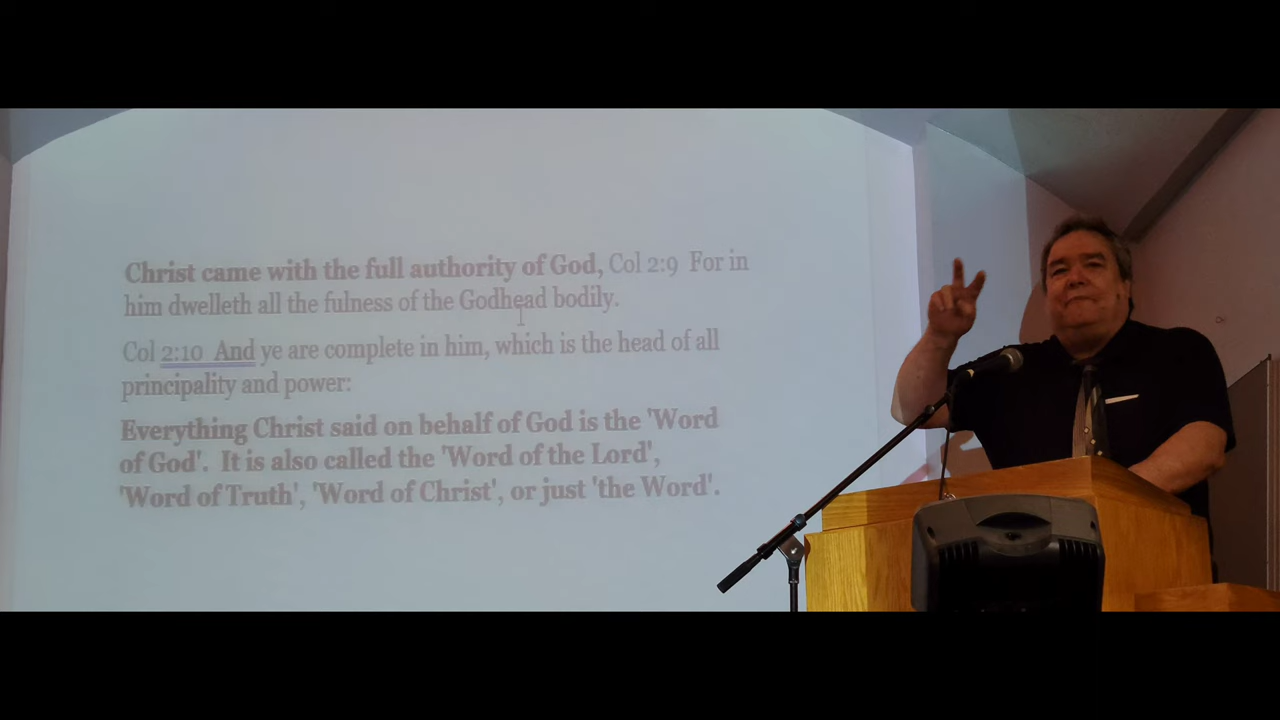 Christ came with the full authority of God, Col 2:9 For in
him dwelleth all the fulness of the Godhead bodily.
Col 2:10 And ye are complete in him, which is the head of all
principality and power:
Everything Christ said on behalf of God is the 'Word
of God'. It is also called the 'Word of the Lord',
'Word of Truth', 'Word of Christ', or just 'the Word'.